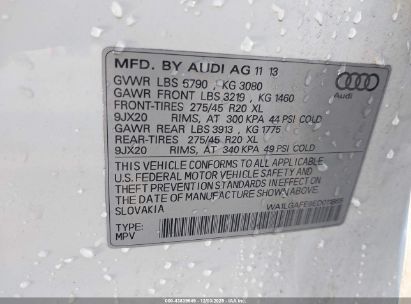 MFD. BY AUDI AG 11 13
GVWR LBS 6790 , KG 3080
GAWR FRONT LBS 3219 , KG 1460
FRONT-TIRES 275/45 R20 XL
9JX20 RIMS, AT 300 KPA 44 PSI COLD
GAWR REAR LBS 3913 , KG 1775
REAR-TIRES 275/45 R20 XL
9JX20 RIMS, AT 340 KPA 49 PSI COLD
THIS VEHICLE CONFORMS TO ALL APPLICABLE
U.S. FEDERAL MOTOR VEHICLE SAFETY AND
THEFT PREVENTION STANDARDS IN EFFECT ON
THE DATE OF MANUFACTURE SHOWN ABOVE.
SLOVAKIA
TYPE:
MPV
Audi